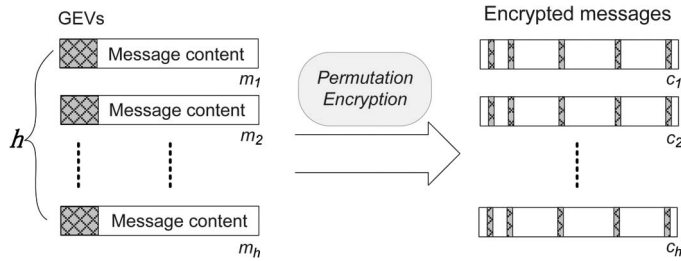 GEVs
Encrypted messages
Message content
m1
Permutation
Encryption
c1
Message content
m2
c2
h
Message content
mh
ch